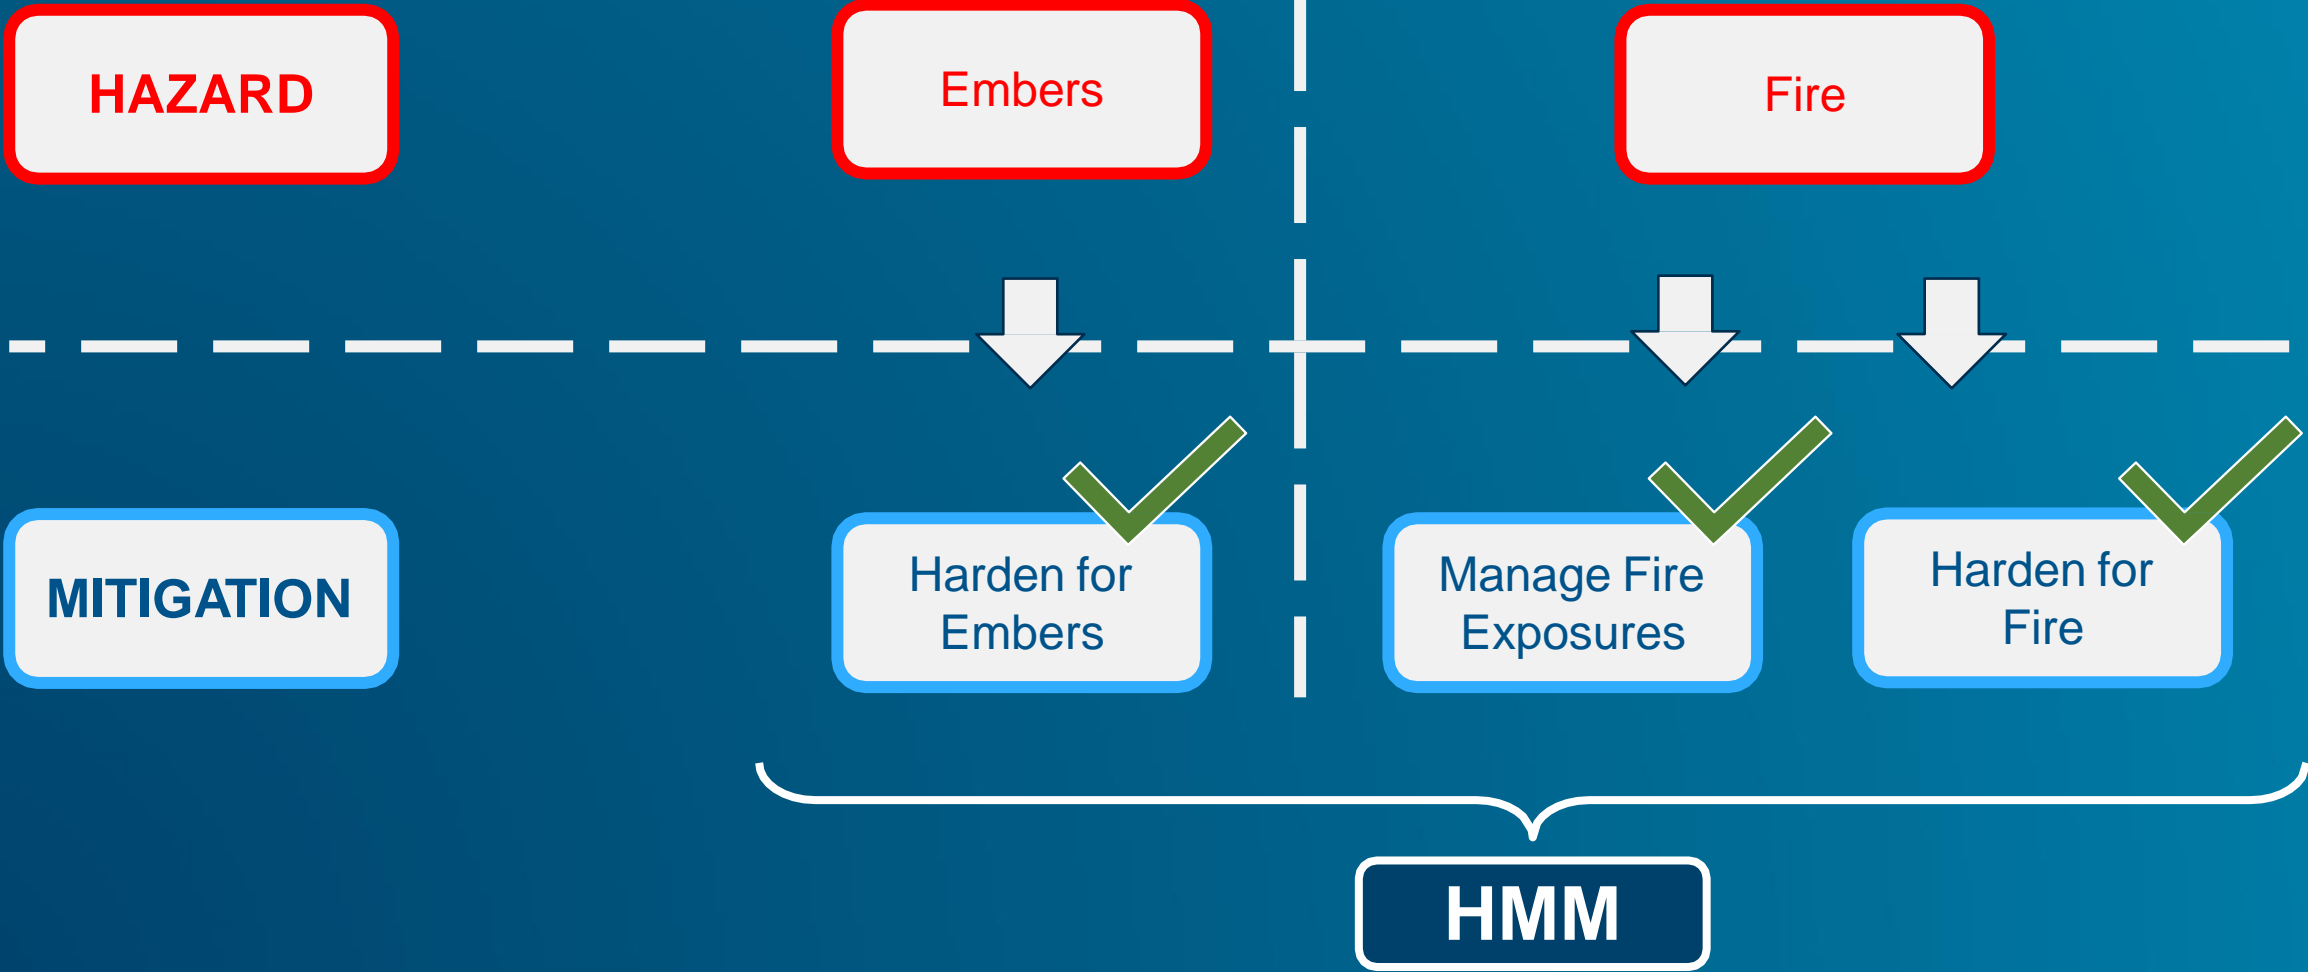 HAZARD
Embers
Fire
MITIGATION
Harden for
Embers
Manage Fire
Exposures
Harden for
Fire
HMM